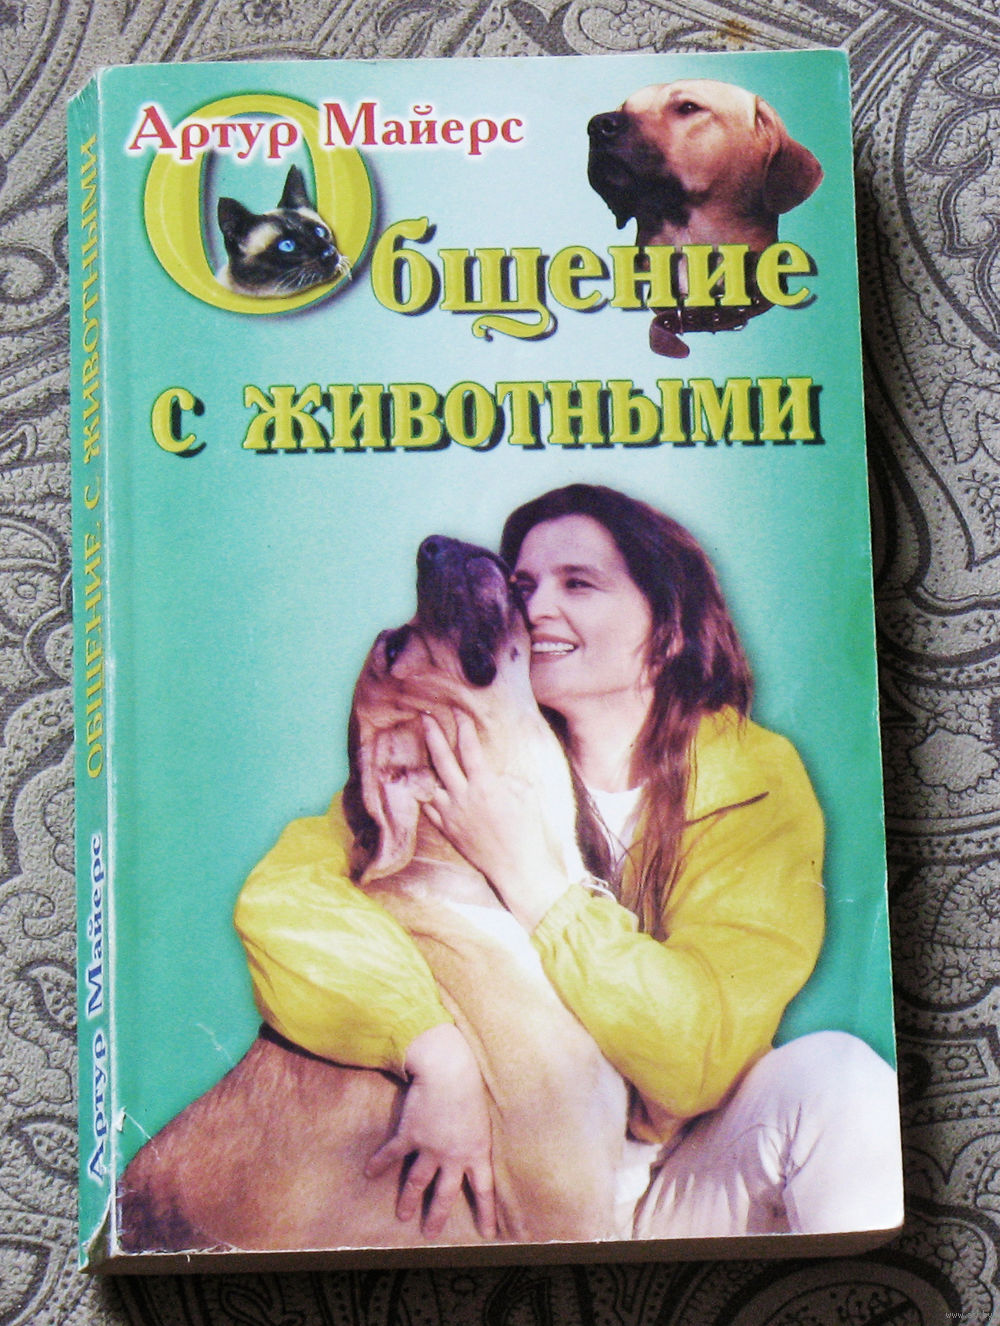 Артур Майерс
Общение
с животными
Артур Майерс ОБЩЕНИЕ С ЖИВОТНЫМИ